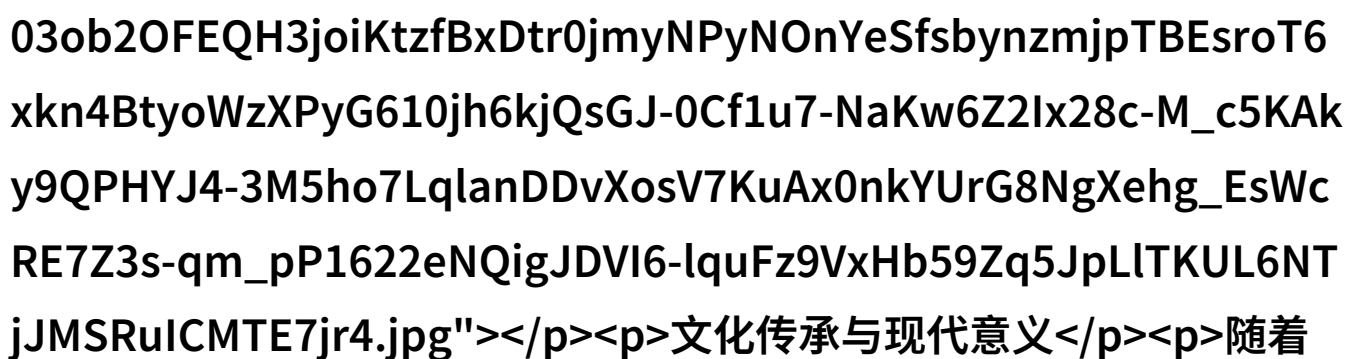 03ob2OFEQH3joiKtzfBxDtr0jmyNPyNOnYeSfsbynzmjpTBEsroT6
xkn4BtyoWzXPyG610jh6kjQsGJ-0Cf1u7-NaKw6Z2Ix28c-M_c5KAk
y9QPHYJ4-3M5ho7LqlanDDvXosV7KuAx0nkYUrG8NgXehg_EsWc
RE7Z3s-qm_pP1622eNQigJDVI6-lquFz9VxHb59Zq5JpLlTKUL6NT
jJMSRuICMTE7jr4.jpg"></p><p>文化传承与现代意义</p><p>随着